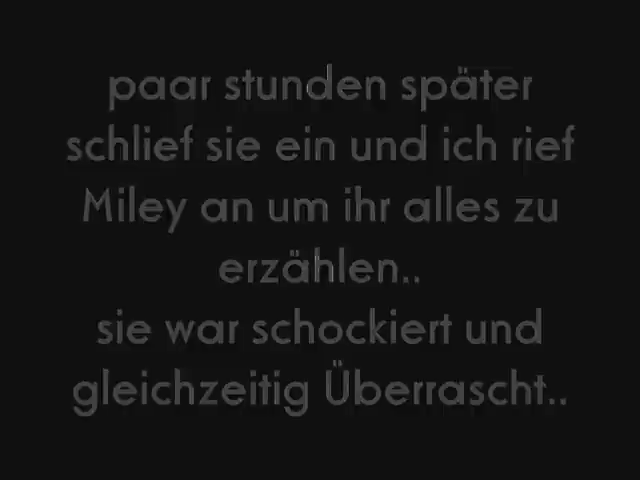 paar stunden später
schlief sie ein und ich rief
Miley an um ihr alles zu
erzählen..
sie war schockiert und
gleichzeitig Überrascht..